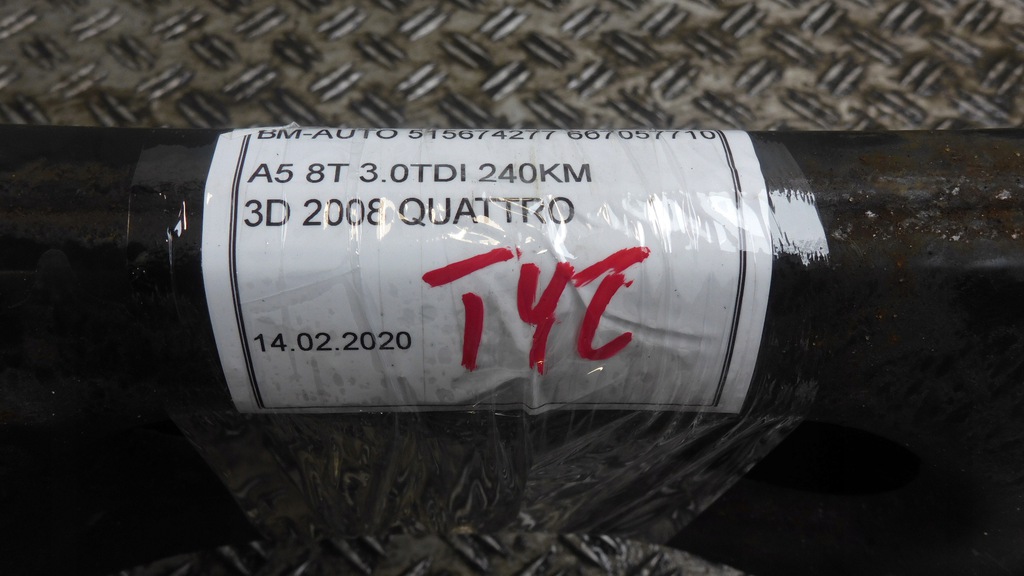 BM-AUTO 515674277 667057710
A5 8T 3.0TDI 240KM
3D 2008 QUATTRO
TYŁ
14.02.2020